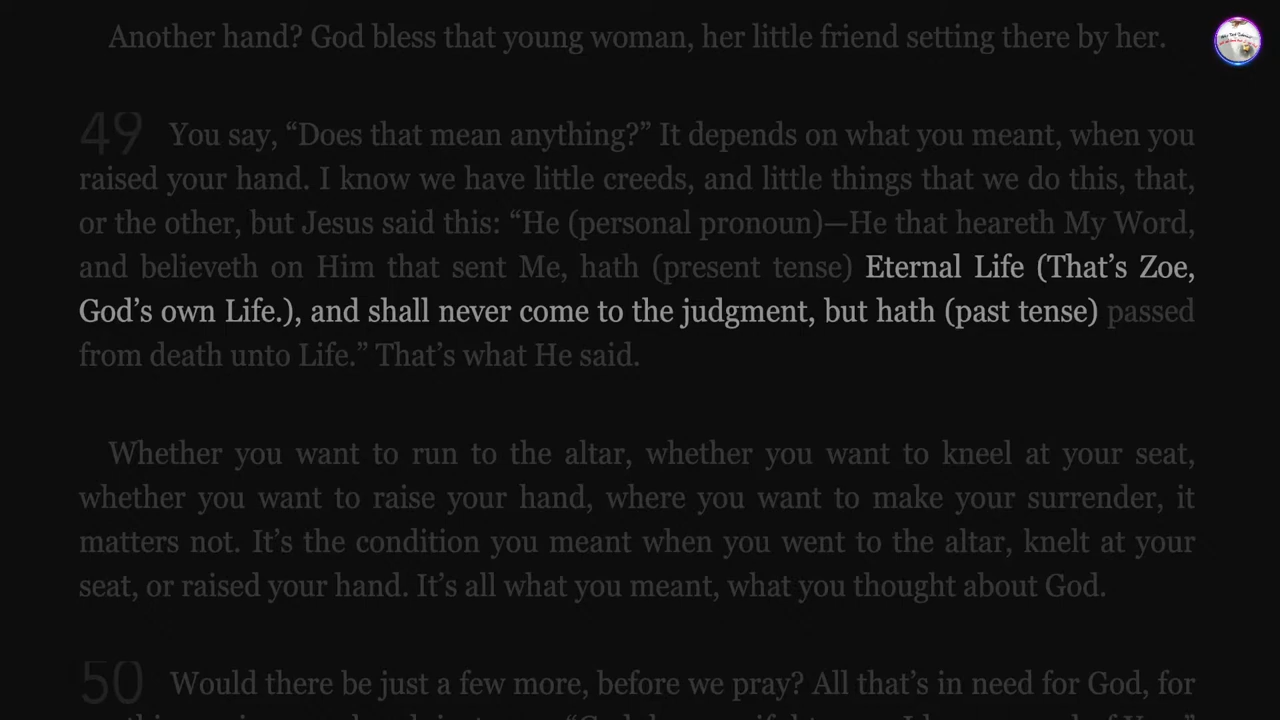 Another hand? God bless that young woman, her little friend setting there by her.
49 You say, “Does that mean anything?” It depends on what you meant, when you
raised your hand. I know we have little creeds, and little things that we do this, that,
or the other, but Jesus said this: “He (personal pronoun)—He that heareth My Word,
and believeth on Him that sent Me, hath (present tense) Eternal Life (That’s Zoe,
God’s own Life.), and shall never come to the judgment, but hath (past tense) passed
from death unto Life.” That’s what He said.
Whether you want to run to the altar, whether you want to kneel at your seat,
whether you want to raise your hand, where you want to make your surrender, it
matters not. It’s the condition you meant when you went to the altar, knelt at your
seat, or raised your hand. It’s all what you meant, what you thought about God.
50 Would there be just a few more, before we pray? All that’s in need for God, for